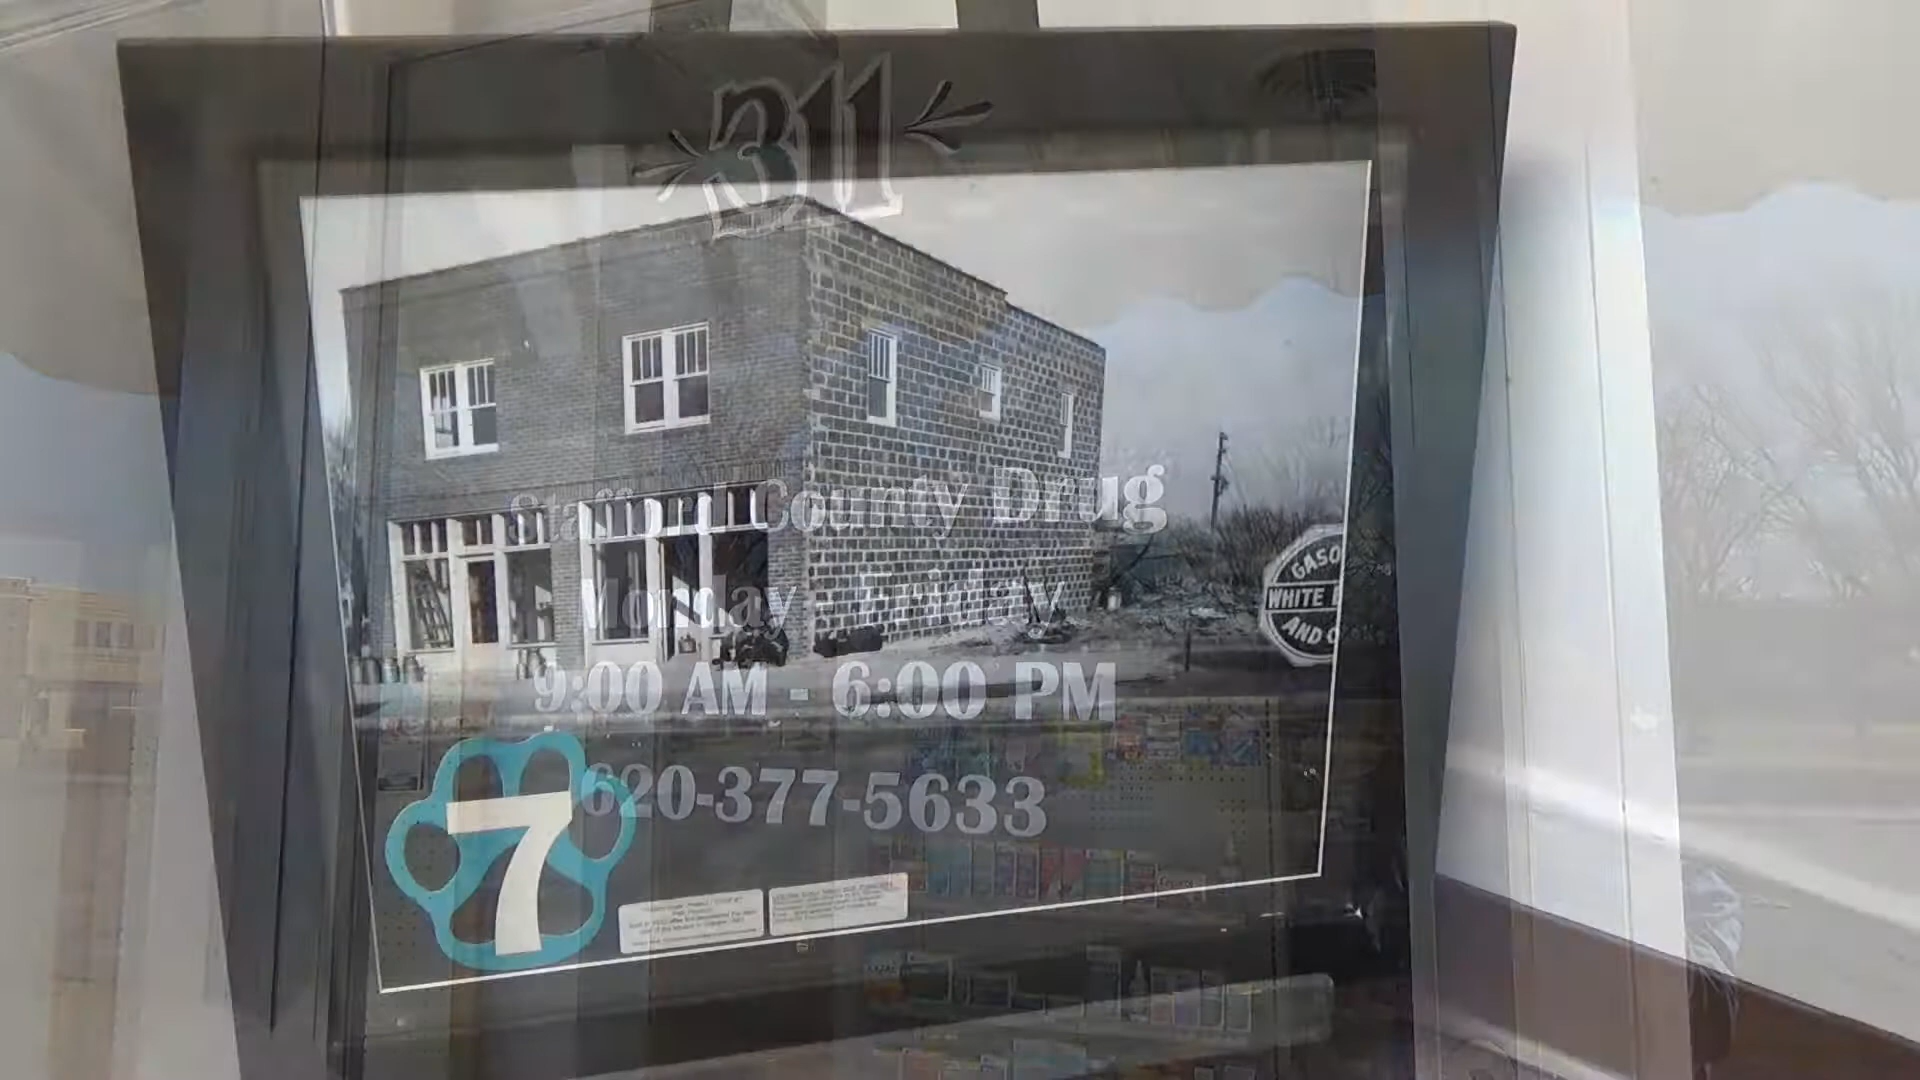 311
Stafford County Drug
Monday - Friday
9:00 AM - 6:00 PM
620-377-5633
7
GASO
WHITE
AND